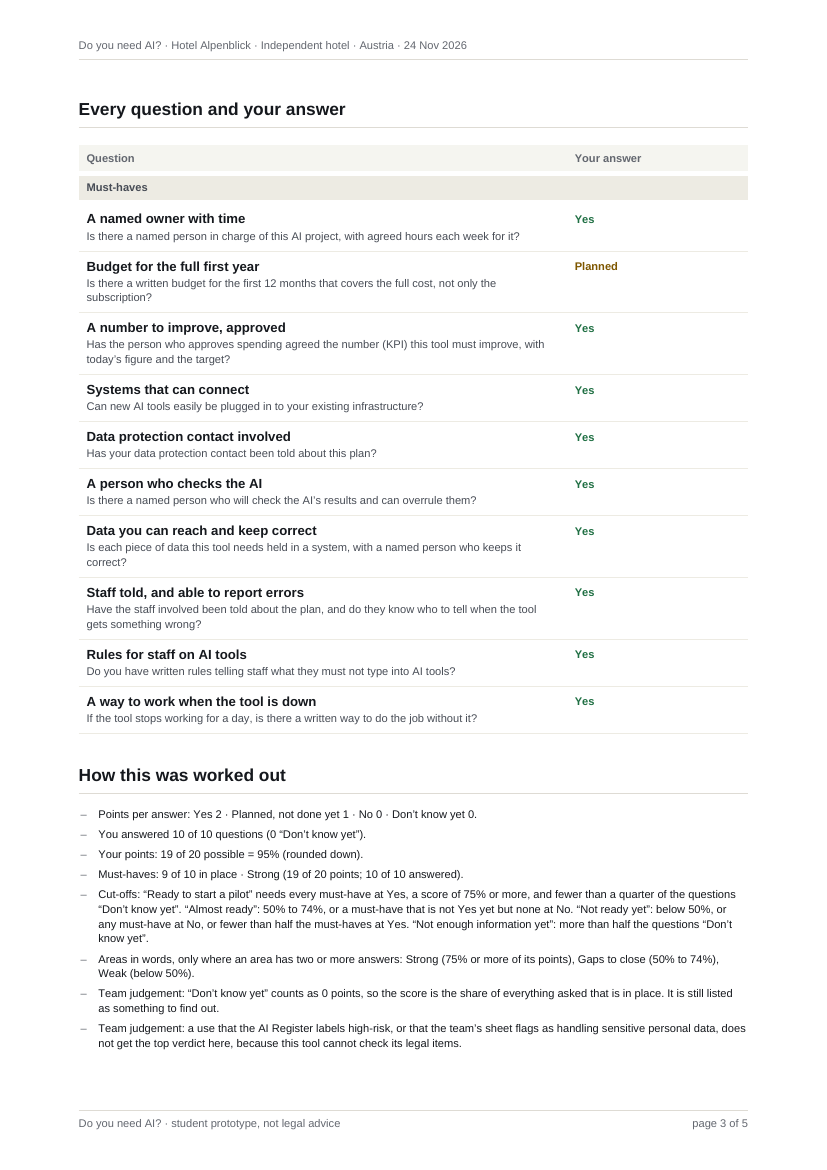 Do you need AI? · Hotel Alpenblick · Independent hotel · Austria · 24 Nov 2026
Every question and your answer
Question Your answer
Must-haves
A named owner with time Yes
Is there a named person in charge of this AI project, with agreed hours each week for it?
Budget for the full first year Planned
Is there a written budget for the first 12 months that covers the full cost, not only the
subscription?
A number to improve, approved Yes
Has the person who approves spending agreed the number (KPI) this tool must improve, with
today’s figure and the target?
Systems that can connect Yes
Can new AI tools easily be plugged in to your existing infrastructure?
Data protection contact involved Yes
Has your data protection contact been told about this plan?
A person who checks the AI Yes
Is there a named person who will check the AI’s results and can overrule them?
Data you can reach and keep correct Yes
Is each piece of data this tool needs held in a system, with a named person who keeps it
correct?
Staff told, and able to report errors Yes
Have the staff involved been told about the plan, and do they know who to tell when the tool
gets something wrong?
Rules for staff on AI tools Yes
Do you have written rules telling staff what they must not type into AI tools?
A way to work when the tool is down Yes
If the tool stops working for a day, is there a written way to do the job without it?
How this was worked out
– Points per answer: Yes 2 · Planned, not done yet 1 · No 0 · Don’t know yet 0.
– You answered 10 of 10 questions (0 “Don’t know yet”).
– Your points: 19 of 20 possible = 95% (rounded down).
– Must-haves: 9 of 10 in place · Strong (19 of 20 points; 10 of 10 answered).
– Cut-offs: “Ready to start a pilot” needs every must-have at Yes, a score of 75% or more, and fewer than a quarter of the questions
“Don’t know yet”. “Almost ready”: 50% to 74%, or a must-have that is not Yes yet but none at No. “Not ready yet”: below 50%, or
any must-have at No, or fewer than half the must-haves at Yes. “Not enough information yet”: more than half the questions “Don’t
know yet”.
– Areas in words, only where an area has two or more answers: Strong (75% or more of its points), Gaps to close (50% to 74%),
Weak (below 50%).
– Team judgement: “Don’t know yet” counts as 0 points, so the score is the share of everything asked that is in place. It is still listed
as something to find out.
– Team judgement: a use that the AI Register labels high-risk, or that the team’s sheet flags as handling sensitive personal data, does
not get the top verdict here, because this tool cannot check its legal items.
Do you need AI? · student prototype, not legal advice page 3 of 5